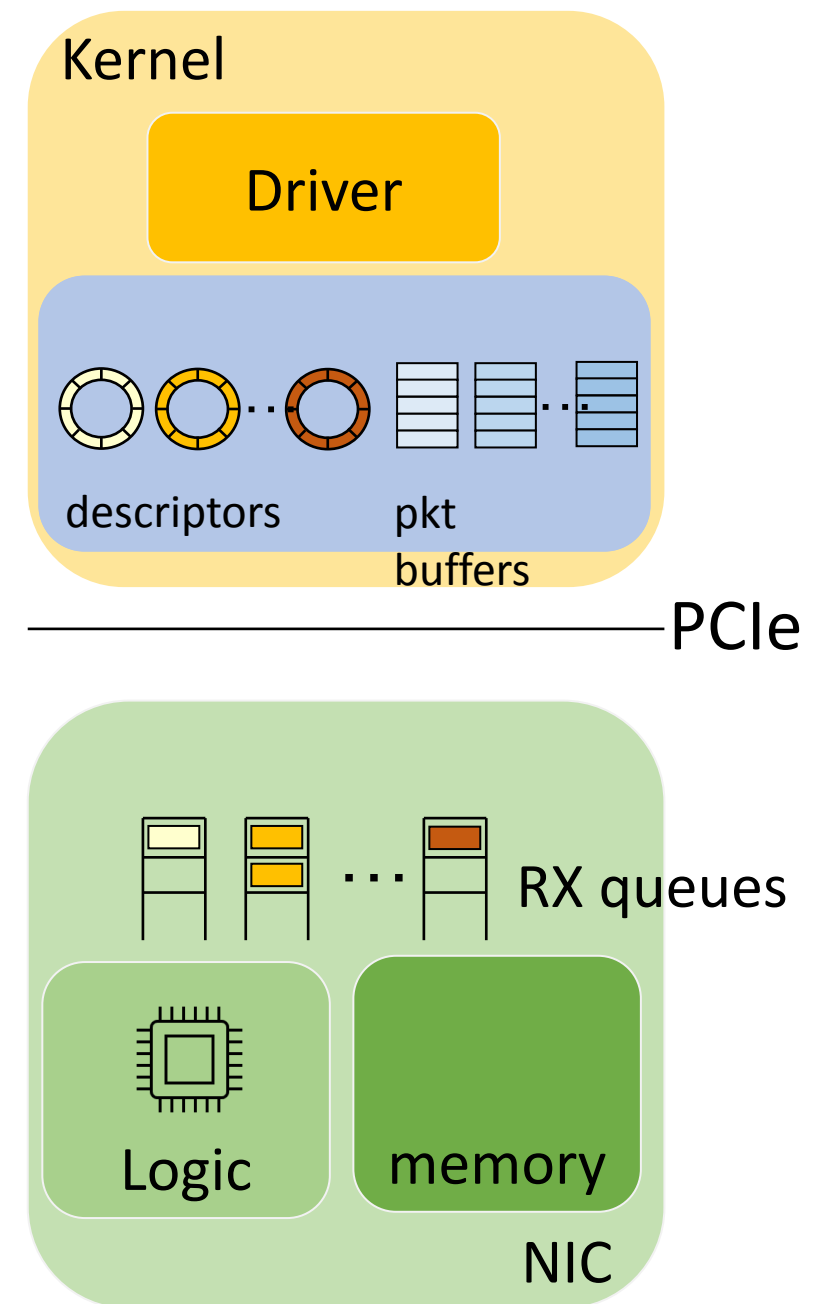 Kernel
Driver
descriptors
pkt
buffers
PCIe
RX queues
Logic
memory
NIC